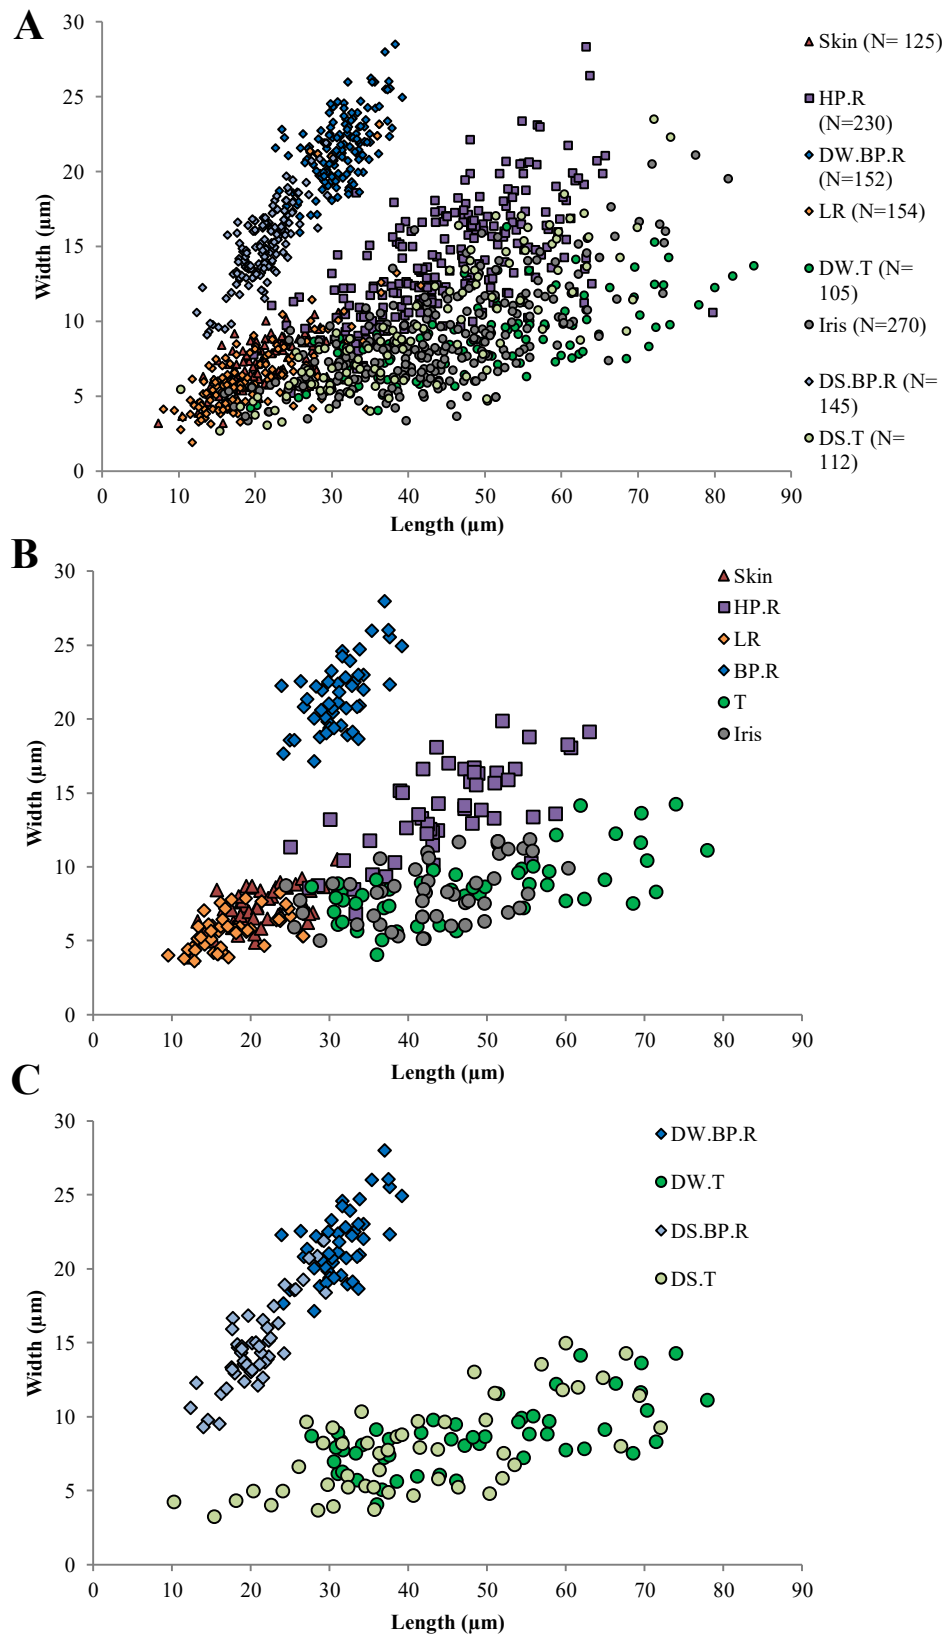 A
30
25
20
15
10
5
0
Width (µm)
0 10 20 30 40 50 60 70 80 90
Length (µm)
Skin (N= 125)
HP.R
(N=230)
DW.BP.R
(N=152)
LR (N=154)
DW.T (N=
105)
Iris (N=270)
DS.BP.R (N=
145)
DS.T (N=
112)
B
30
25
20
15
10
5
0
Width (µm)
0 10 20 30 40 50 60 70 80 90
Length (µm)
Skin
HP.R
LR
BP.R
T
Iris
C
30
25
20
15
10
5
0
Width (µm)
0 10 20 30 40 50 60 70 80 90
Length (µm)
DW.BP.R
DW.T
DS.BP.R
DS.T